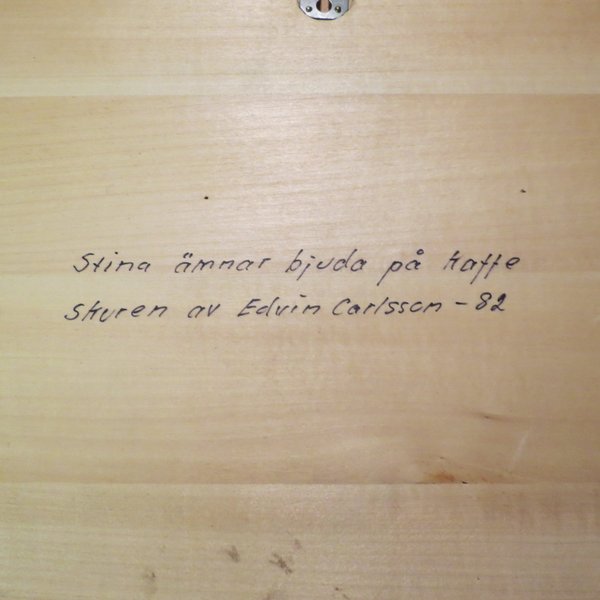 Stina ämnar bjuda på kaffe
Skuren av Edvin Carlsson - 82